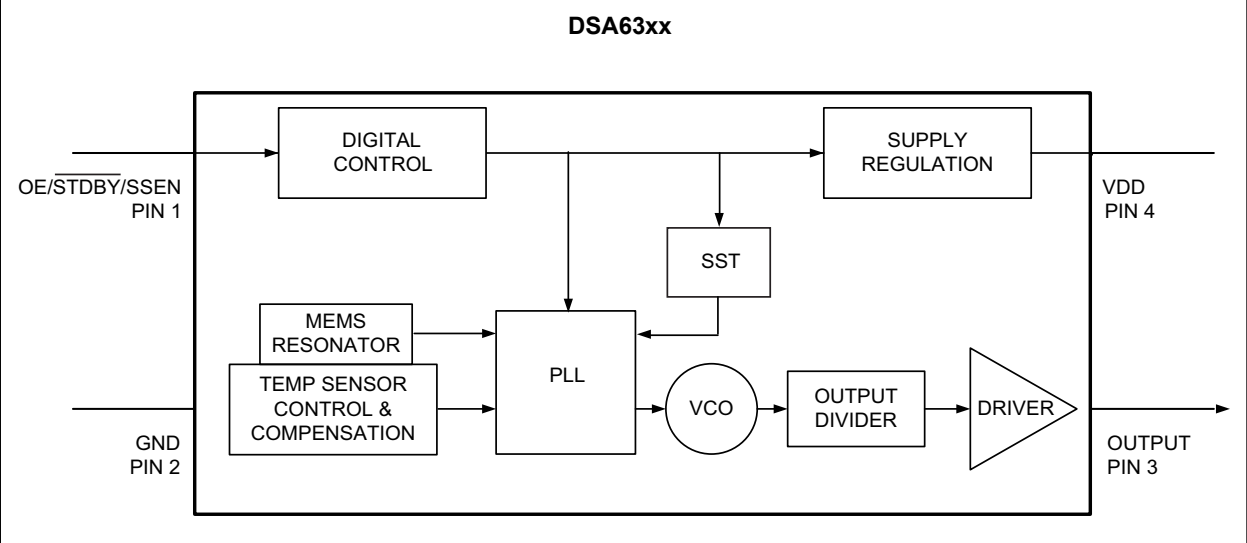 DSA63xx
DIGITAL
CONTROL
SUPPLY
REGULATION
OE/STDBY/SSEN
PIN 1
VDD
PIN 4
SST
MEMS
RESONATOR
PLL
TEMP SENSOR
CONTROL &
COMPENSATION
VCO
OUTPUT
DIVIDER
DRIVER
GND
PIN 2
OUTPUT
PIN 3